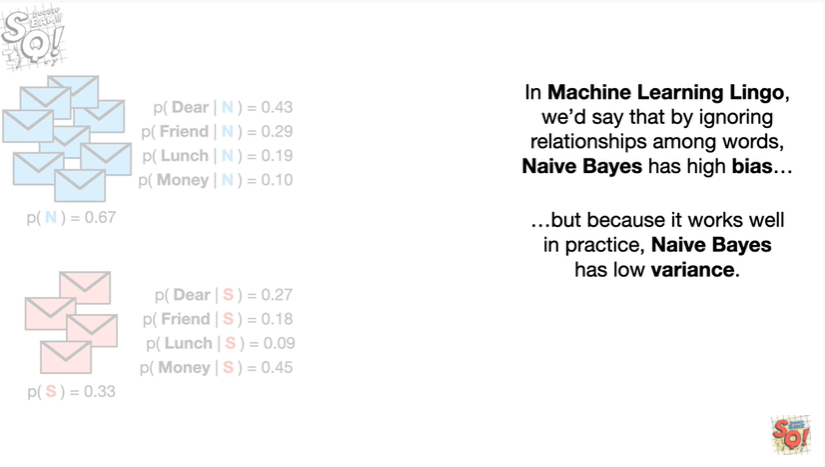 p( Dear | N ) = 0.43
p( Friend | N ) = 0.29
p( Lunch | N ) = 0.19
p( Money | N ) = 0.10
p( N ) = 0.67
p( Dear | S ) = 0.27
p( Friend | S ) = 0.18
p( Lunch | S ) = 0.09
p( Money | S ) = 0.45
p( S ) = 0.33
In Machine Learning Lingo,
we’d say that by ignoring
relationships among words,
Naive Bayes has high bias…
…but because it works well
in practice, Naive Bayes
has low variance.
SQ!